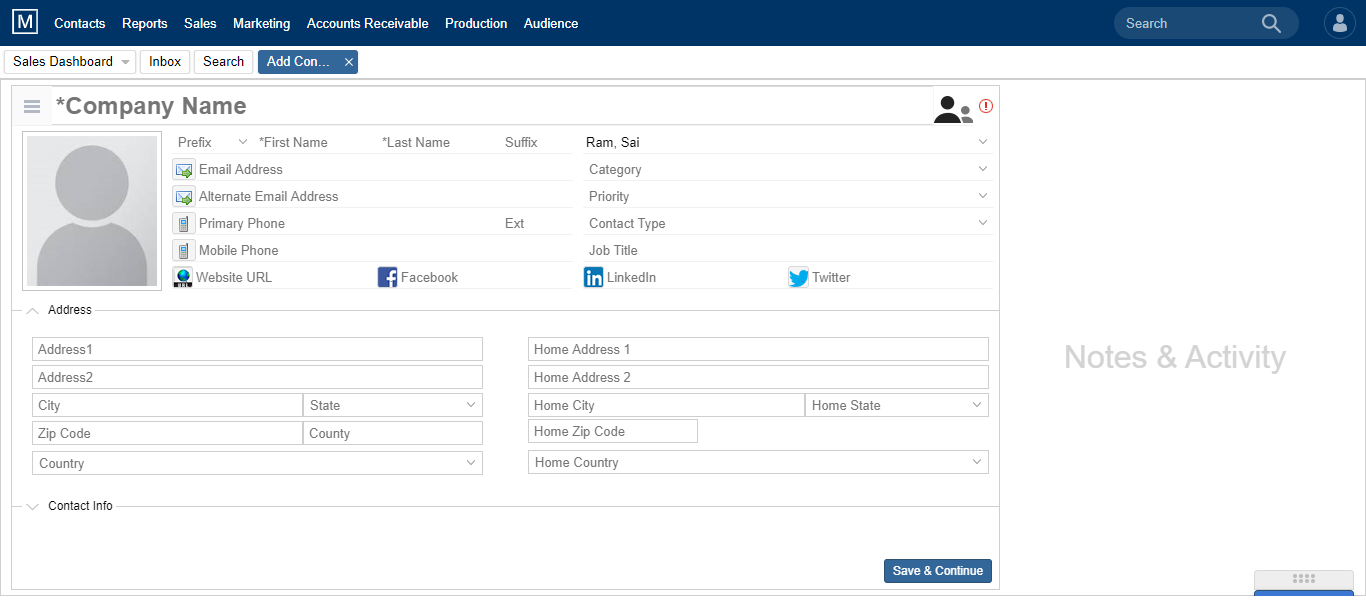 M Contacts Reports Sales Marketing Accounts Receivable Production Audience Search
Sales Dashboard Inbox Search Add Con... ×
*Company Name
Prefix *First Name *Last Name Suffix Ram, Sai
Email Address Category
Alternate Email Address Priority
Primary Phone Ext Contact Type
Mobile Phone Job Title
URL Website URL f Facebook in LinkedIn Twitter
Address
Address1 Home Address 1
Address2 Home Address 2
City State Home City Home State
Zip Code County Home Zip Code
Country Home Country
Contact Info
Save & Continue
Notes & Activity